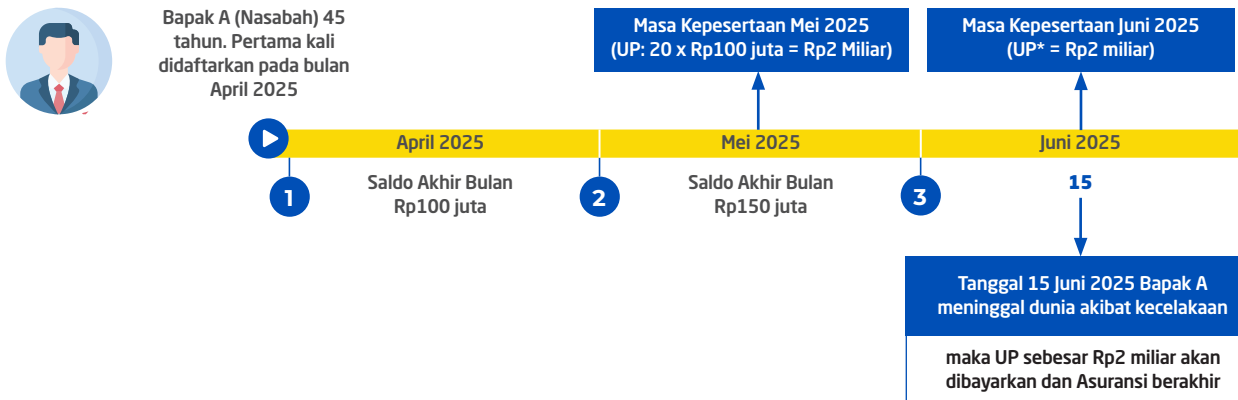 Bapak A (Nasabah) 45
tahun. Pertama kali
didaftarkan pada bulan
April 2025
Masa Kepesertaan Mei 2025
(UP: 20 x Rp100 juta = Rp2 Miliar)
Masa Kepesertaan Juni 2025
(UP* = Rp2 miliar)
April 2025
Mei 2025
Juni 2025
1
Saldo Akhir Bulan
Rp100 juta
2
Saldo Akhir Bulan
Rp150 juta
3
15
Tanggal 15 Juni 2025 Bapak A
meninggal dunia akibat kecelakaan
maka UP sebesar Rp2 miliar akan
dibayarkan dan Asuransi berakhir